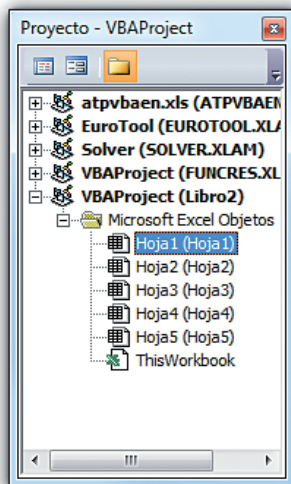 Proyecto - VBAProject
atpvbaen.xls (ATPVBAEN
EuroTool (EUROTOOL.XLA
Solver (SOLVER.XLAM)
VBAProject (FUNCRES.XL
VBAProject (Libro2)
Microsoft Excel Objetos
Hoja1 (Hoja1)
Hoja2 (Hoja2)
Hoja3 (Hoja3)
Hoja4 (Hoja4)
Hoja5 (Hoja5)
ThisWorkbook